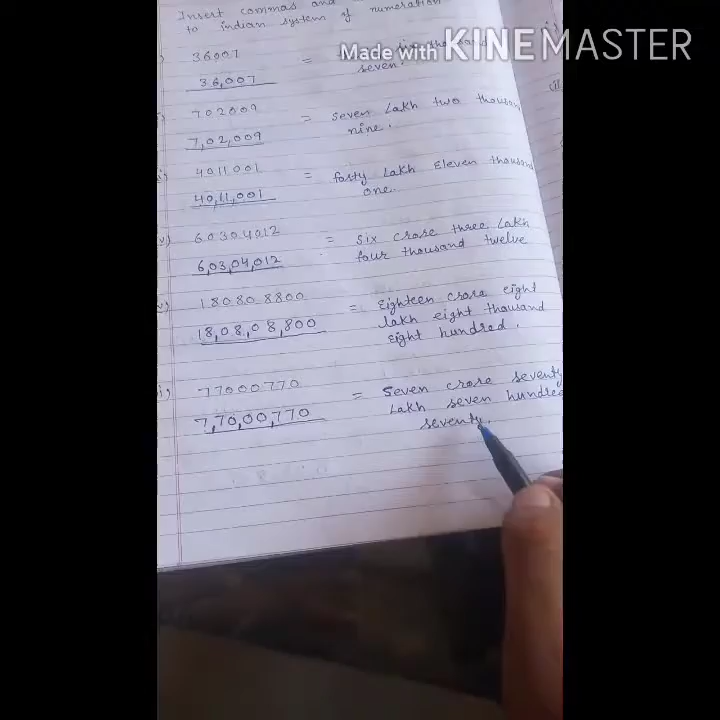 Insert commas and
to indian system of numeration
Made with KINEMASTER
36007 =
36,007 seven.
702009 = seven Lakh two thousan
7,02,009 nine.
4011001 = forty Lakh Eleven thousand
40,11,001 one.
v) 60304012 = six crore three Lakh
6,03,04,012 four thousand twelve
v) 180808800 = Eighteen crore eight
18,08,08,800 lakh eight thousand
eight hundred.
i) 77000770 = seven crore seventy
7,70,00,770 Lakh seven hundred
seventy.